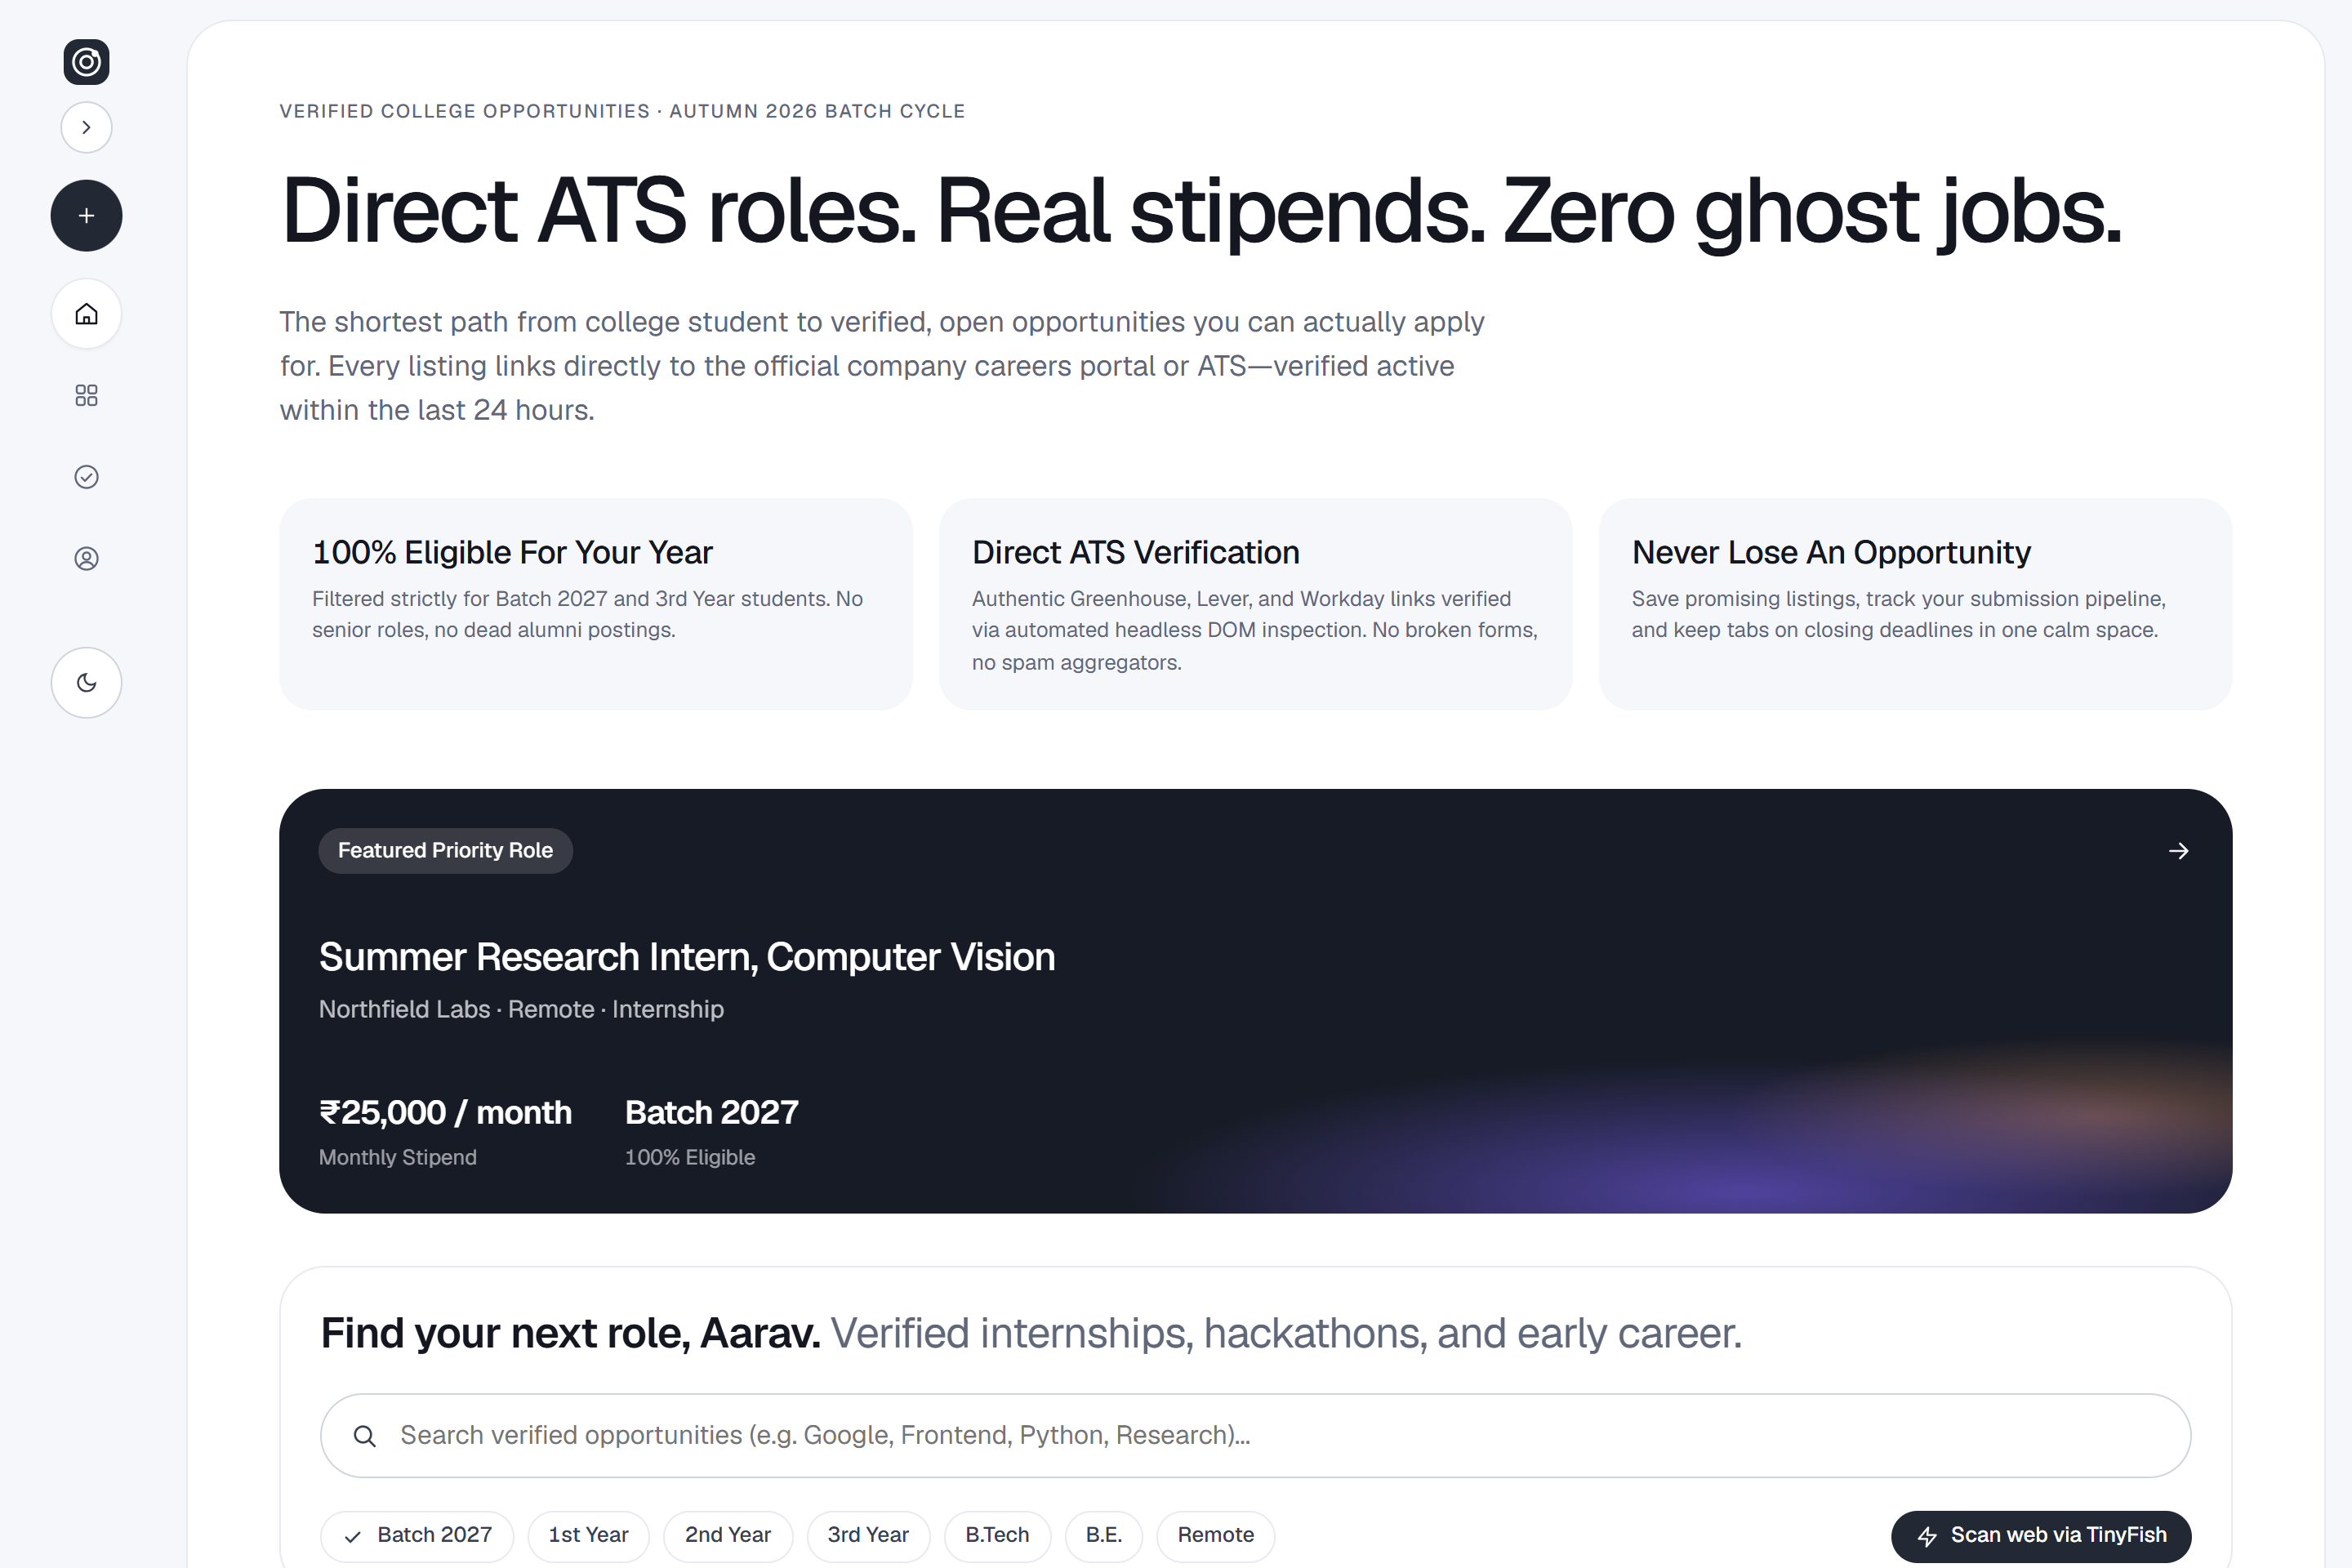 VERIFIED COLLEGE OPPORTUNITIES · AUTUMN 2026 BATCH CYCLE
Direct ATS roles. Real stipends. Zero ghost jobs.
The shortest path from college student to verified, open opportunities you can actually apply
for. Every listing links directly to the official company careers portal or ATS—verified active
within the last 24 hours.
100% Eligible For Your Year
Filtered strictly for Batch 2027 and 3rd Year students. No
senior roles, no dead alumni postings.
Direct ATS Verification
Authentic Greenhouse, Lever, and Workday links verified
via automated headless DOM inspection. No broken forms,
no spam aggregators.
Never Lose An Opportunity
Save promising listings, track your submission pipeline,
and keep tabs on closing deadlines in one calm space.
Featured Priority Role
Summer Research Intern, Computer Vision
Northfield Labs · Remote · Internship
₹25,000 / month
Monthly Stipend
Batch 2027
100% Eligible
Find your next role, Aarav. Verified internships, hackathons, and early career.
Search verified opportunities (e.g. Google, Frontend, Python, Research)...
Batch 2027
1st Year
2nd Year
3rd Year
B.Tech
B.E.
Remote
Scan web via TinyFish